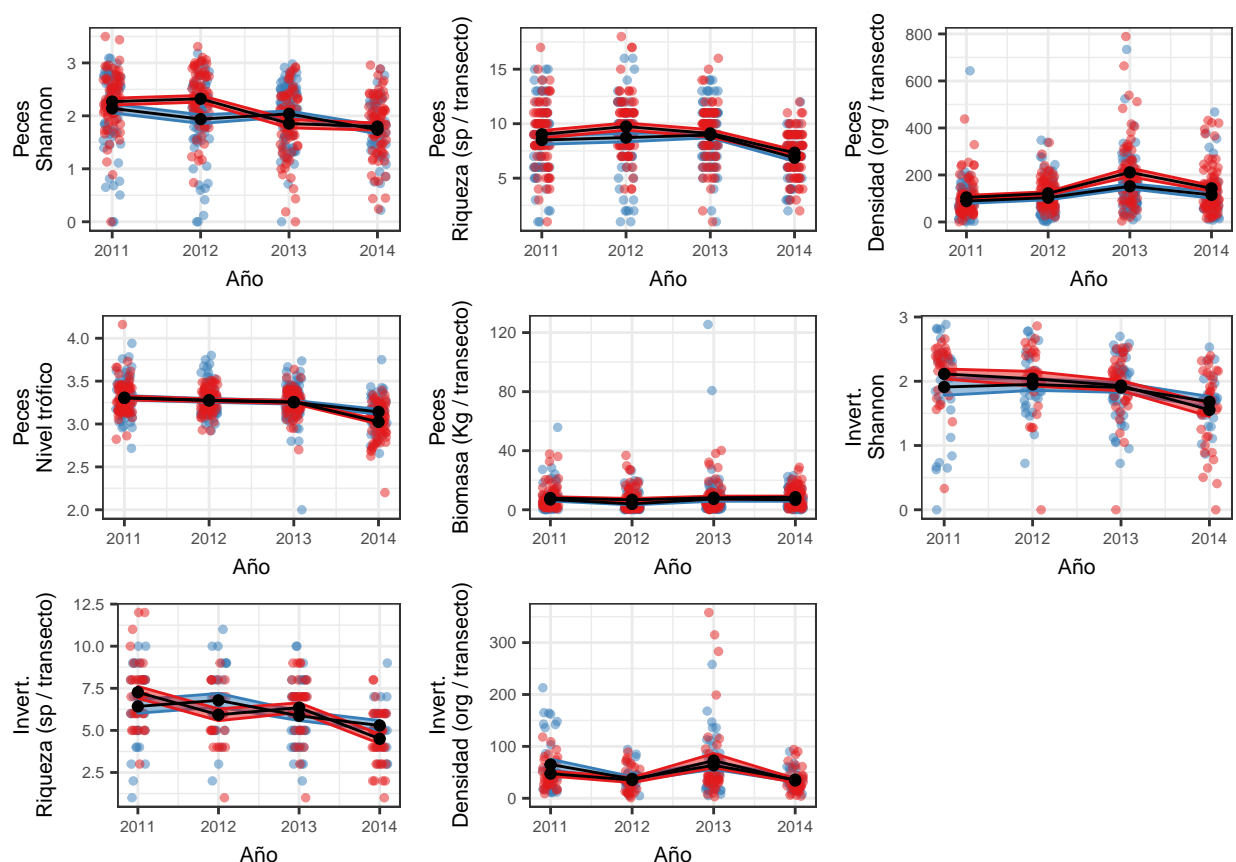 Peces
Shannon
3
2
1
0
2011 2012 2013 2014
Año
Peces
Riqueza (sp / transecto)
15
10
5
2011 2012 2013 2014
Año
Peces
Densidad (org / transecto)
800
600
400
200
0
2011 2012 2013 2014
Año
Peces
Nivel trófico
4.0
3.5
3.0
2.5
2.0
2011 2012 2013 2014
Año
Peces
Biomasa (Kg / transecto)
120
80
40
0
2011 2012 2013 2014
Año
Invert.
Shannon
3
2
1
0
2011 2012 2013 2014
Año
Invert.
Riqueza (sp / transecto)
12.5
10.0
7.5
5.0
2.5
2011 2012 2013 2014
Año
Invert.
Densidad (org / transecto)
300
200
100
0
2011 2012 2013 2014
Año